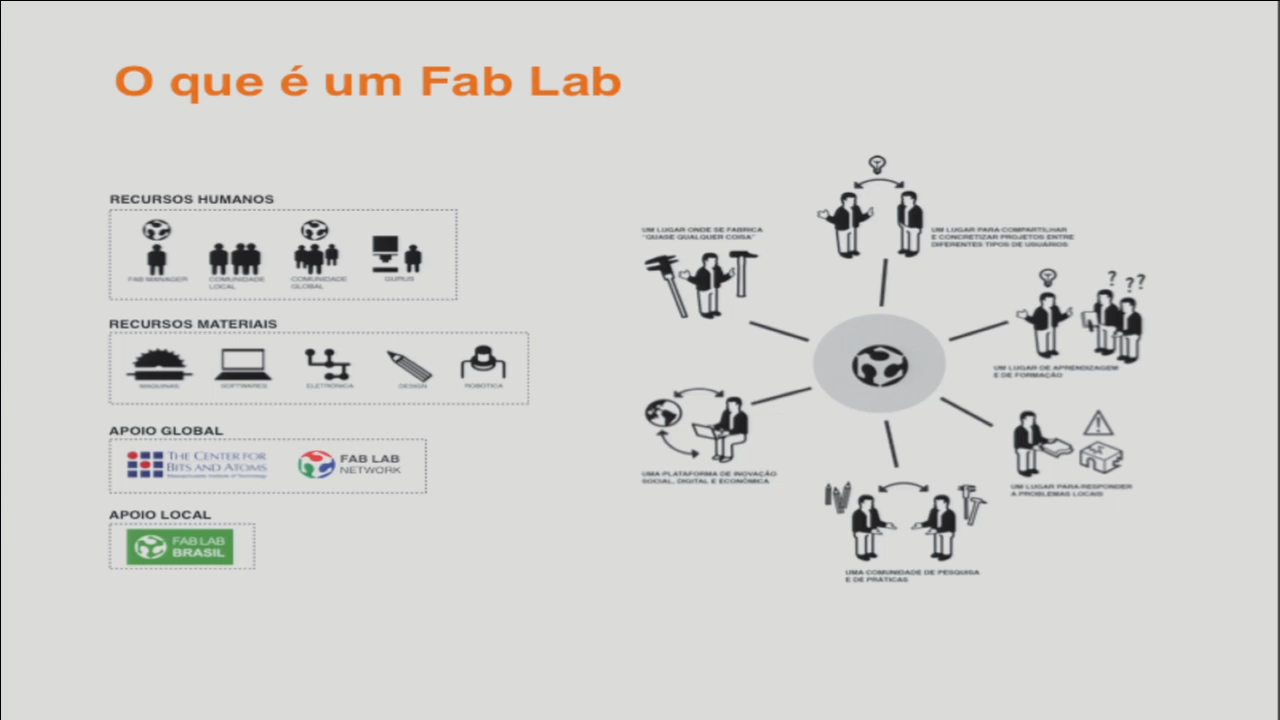 O que é um Fab Lab
RECURSOS HUMANOS
FAB MANAGER
COMUNIDADE
LOCAL
COMUNIDADE
GLOBAL
GURUS
RECURSOS MATERIAIS
MÁQUINAS
SOFTWARES
ELETRÔNICA
DESIGN
ROBÓTICA
APOIO GLOBAL
THE CENTER FOR
BITS AND ATOMS
Massachusetts Institute of Technology
FAB LAB
NETWORK
APOIO LOCAL
FAB LAB
BRASIL
UM LUGAR ONDE SE FABRICA
"QUASE QUALQUER COISA"
UM LUGAR PARA COMPARTILHAR
E CONCRETIZAR PROJETOS ENTRE
DIFERENTES TIPOS DE USUÁRIOS
? ? ?
UM LUGAR DE APRENDIZAGEM
E DE FORMAÇÃO
UM LUGAR PARA RESPONDER
A PROBLEMAS LOCAIS
UMA COMUNIDADE DE PESQUISA
E DE PRÁTICAS
UMA PLATAFORMA DE INOVAÇÃO
SOCIAL, DIGITAL E ECONÔMICA